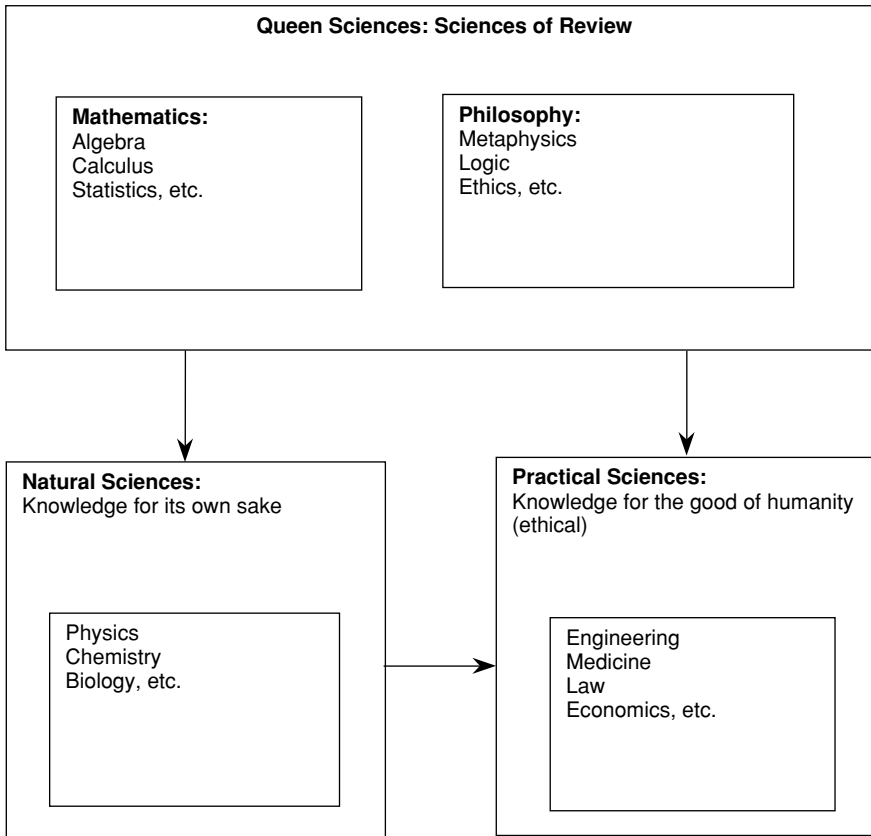 Queen Sciences: Sciences of Review
Mathematics:
Algebra
Calculus
Statistics, etc.
Philosophy:
Metaphysics
Logic
Ethics, etc.
Natural Sciences:
Knowledge for its own sake
Physics
Chemistry
Biology, etc.
Practical Sciences:
Knowledge for the good of humanity
(ethical)
Engineering
Medicine
Law
Economics, etc.